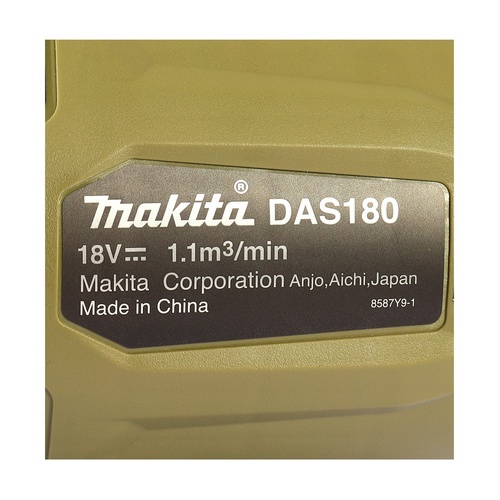 makita® DAS180
18V⎓ 1.1m³/min
Makita Corporation Anjo,Aichi,Japan
Made in China 8587Y9-1